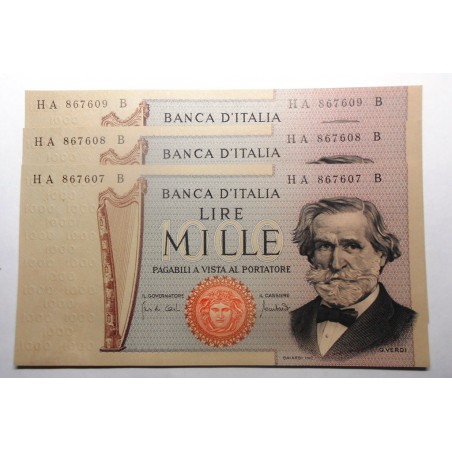 HA 867609 B HA 867609 B
BANCA D'ITALIA
HA 867608 B HA 867608 B
BANCA D'ITALIA
HA 867607 B HA 867607 B
BANCA D'ITALIA
LIRE
1000
MILLE
PAGABILI A VISTA AL PORTATORE
IL GOVERNATORE IL CASSIERE
G. VERDI